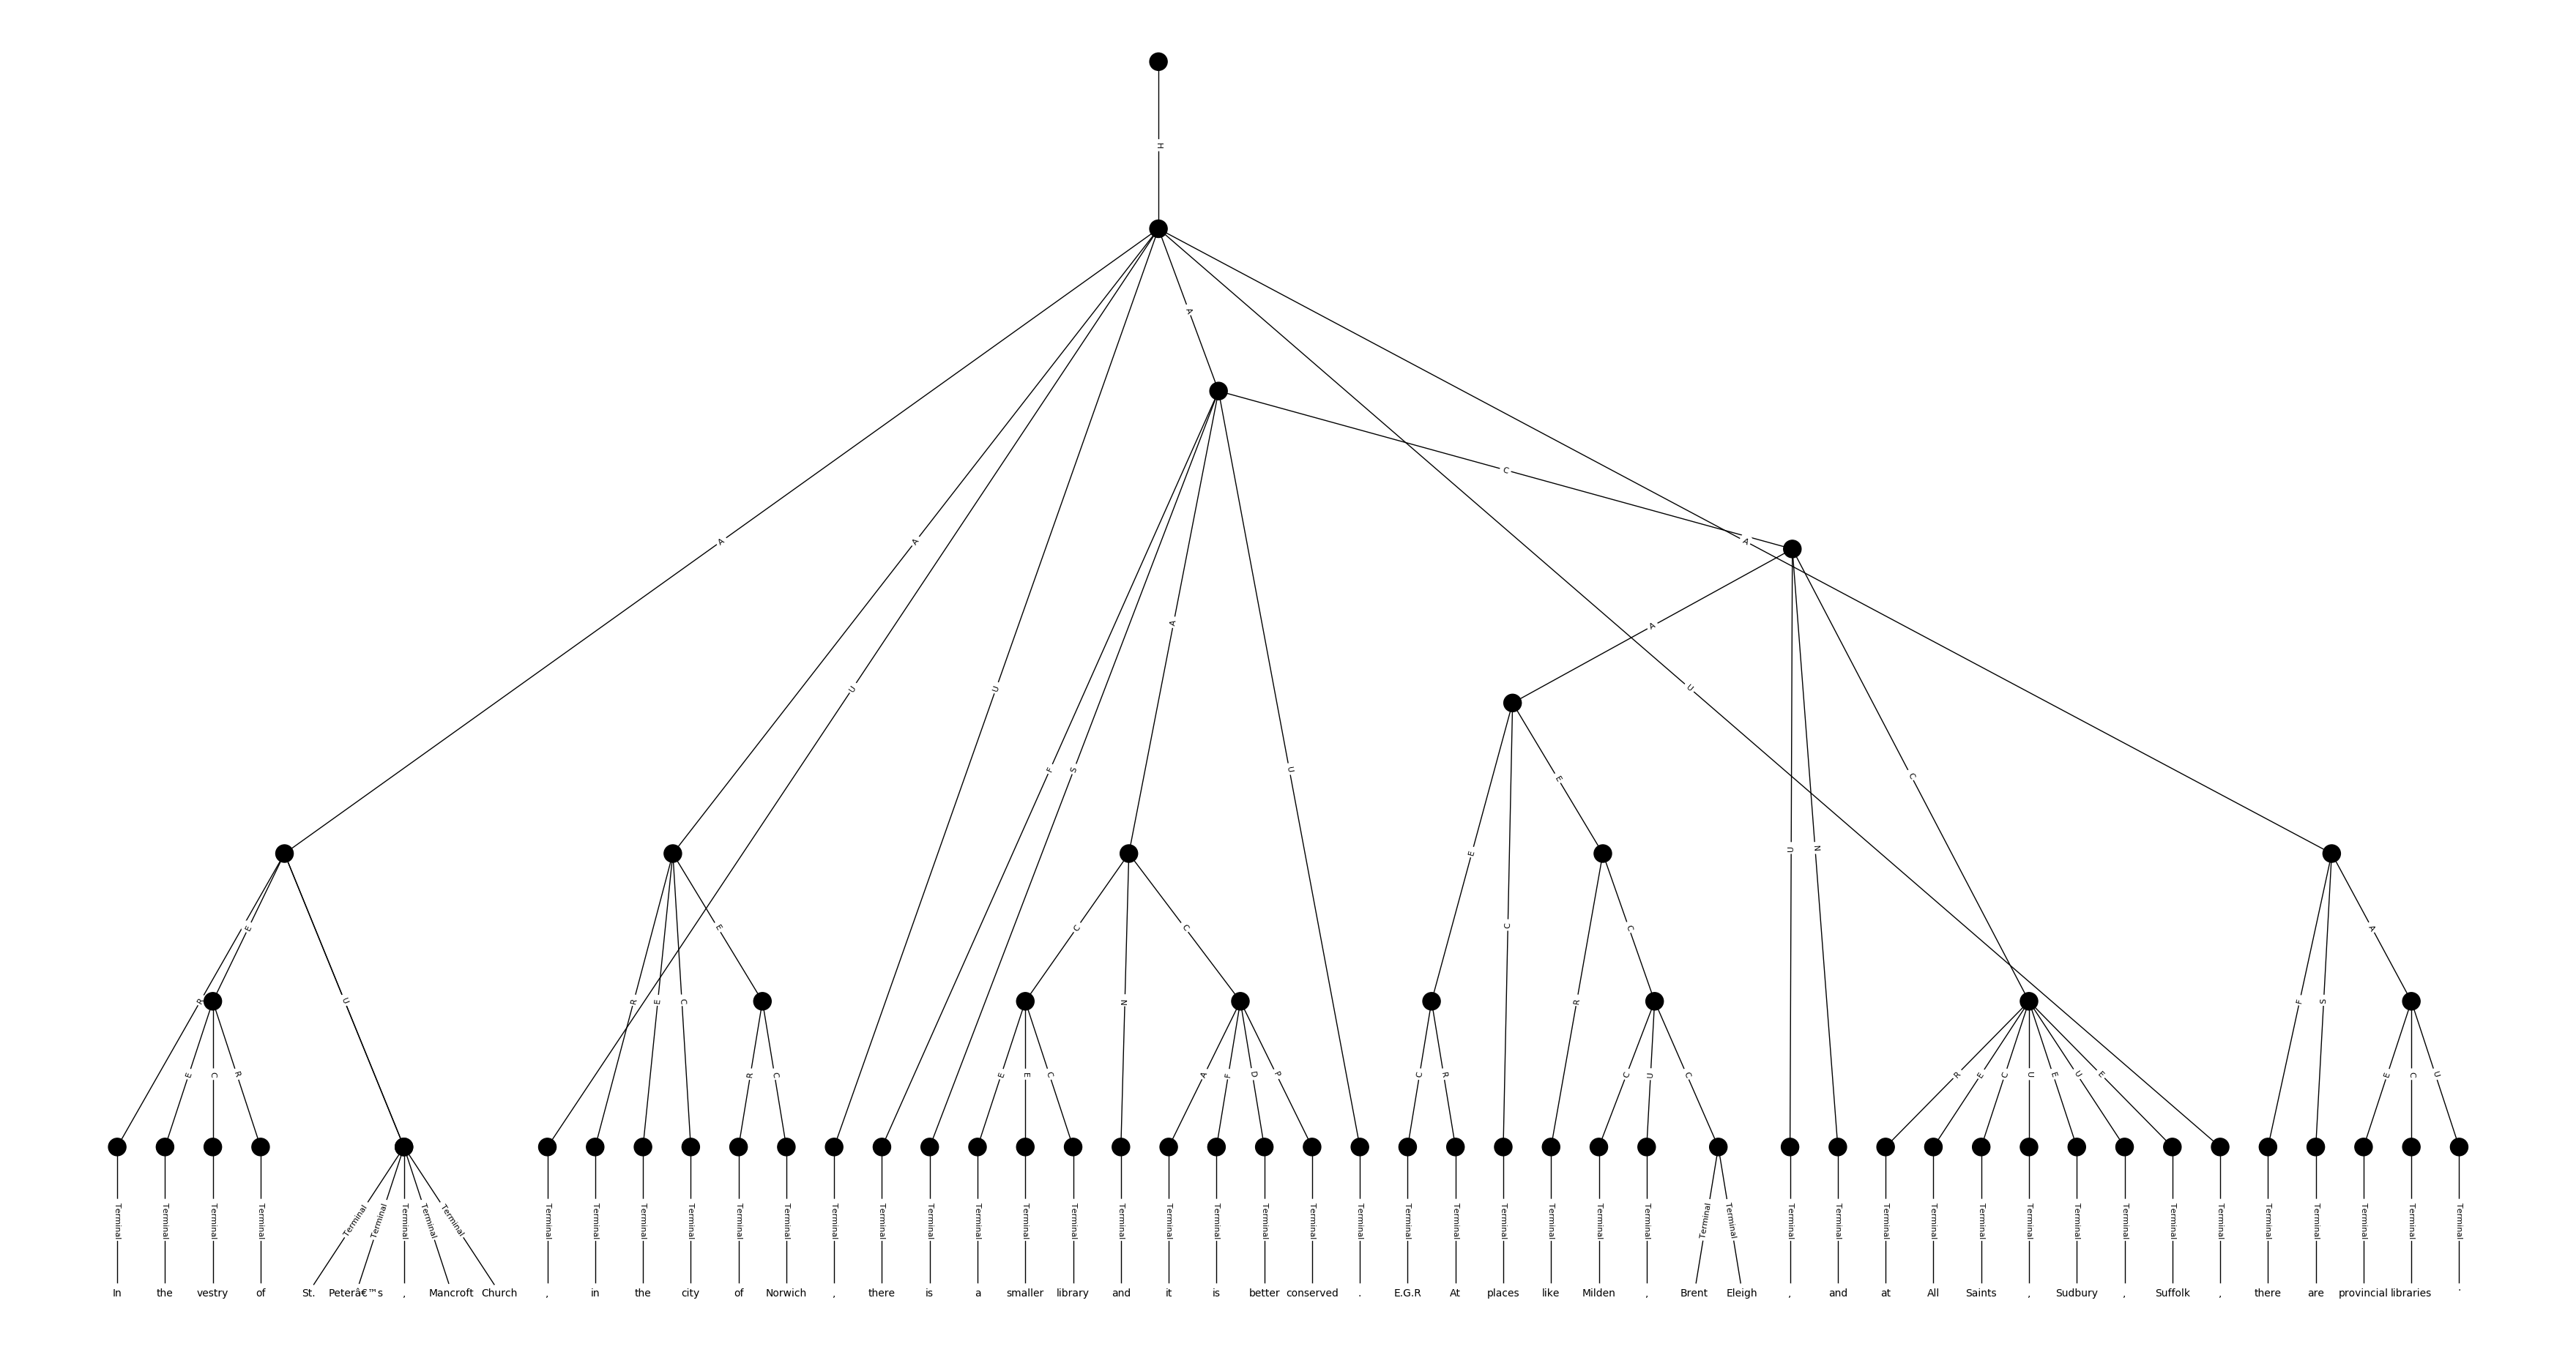 H
A
A
C
A
A
A
A
A
U
U
U
F
S
U
E
C
U
N
C
E
E
E
C
C
C
A
R
U
R
E
C
N
R
F
S
E
C
R
R
C
E
E
C
A
F
D
P
C
R
C
U
C
R
E
C
U
E
U
E
E
C
U
Terminal Terminal Terminal Terminal Terminal Terminal Terminal Terminal Terminal Terminal Terminal Terminal Terminal Terminal Terminal Terminal Terminal Terminal Terminal Terminal Terminal Terminal Terminal Terminal Terminal Terminal Terminal Terminal Terminal Terminal Terminal Terminal Terminal Terminal Terminal Terminal Terminal Terminal Terminal Terminal Terminal Terminal Terminal Terminal Terminal Terminal Terminal Terminal Terminal Terminal
In the vestry of St. Peterâ€™s , Mancroft Church , in the city of Norwich , there is a smaller library and it is better conserved . E.G.R At places like Milden , Brent Eleigh , and at All Saints , Sudbury , Suffolk , there are provincial libraries .